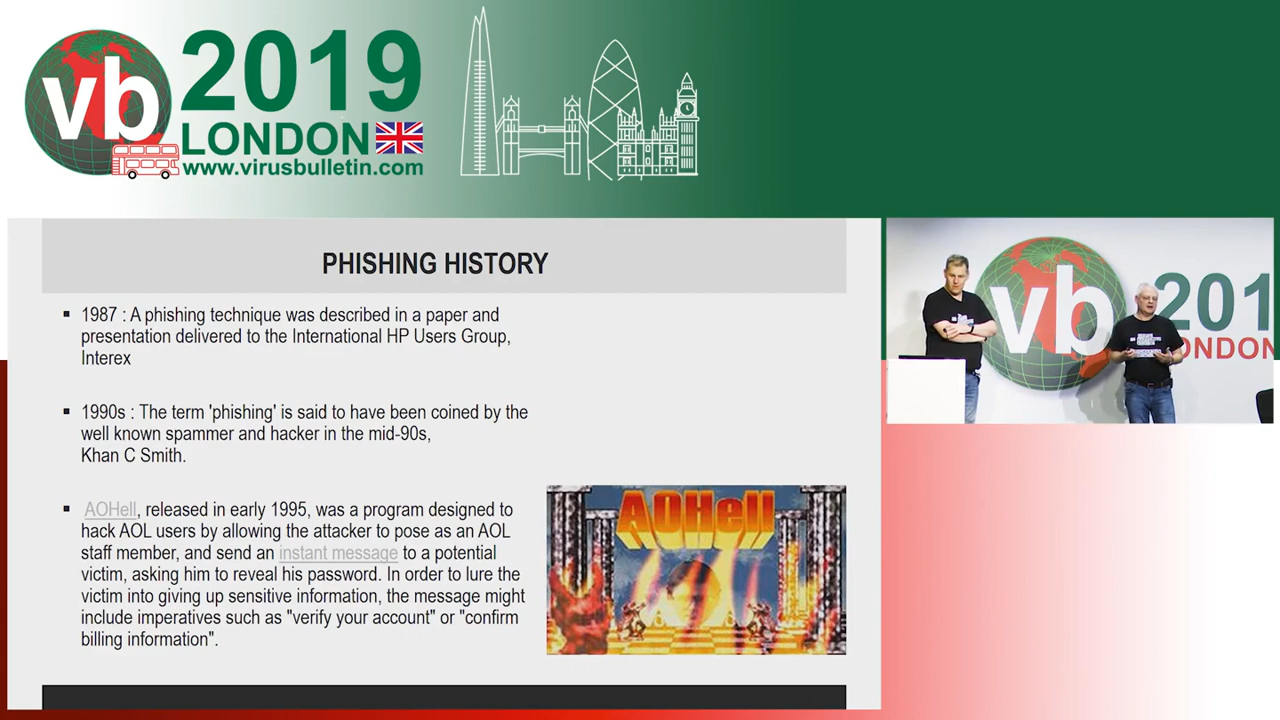 vb
2019
LONDON
www.virusbulletin.com
PHISHING HISTORY
1987 : A phishing technique was described in a paper and
presentation delivered to the International HP Users Group,
Interex
1990s : The term 'phishing' is said to have been coined by the
well known spammer and hacker in the mid-90s,
Khan C Smith.
AOHell, released in early 1995, was a program designed to
hack AOL users by allowing the attacker to pose as an AOL
staff member, and send an instant message to a potential
victim, asking him to reveal his password. In order to lure the
victim into giving up sensitive information, the message might
include imperatives such as "verify your account" or "confirm
billing information".
AOHell
vb
201
ONDON